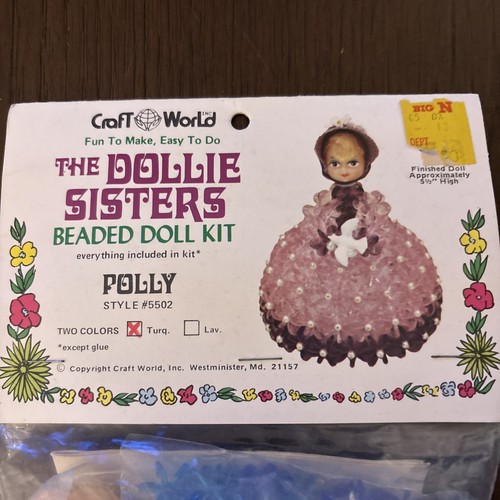 Craft World™
Fun To Make, Easy To Do
THE DOLLIE
SISTERS
BEADED DOLL KIT
everything included in kit*
POLLY
STYLE #5502
TWO COLORS Turq. Lav.
*except glue
© Copyright Craft World, Inc. Westminister, Md. 21157
BIG N
DEPT
Finished Doll
Approximately
5½" High